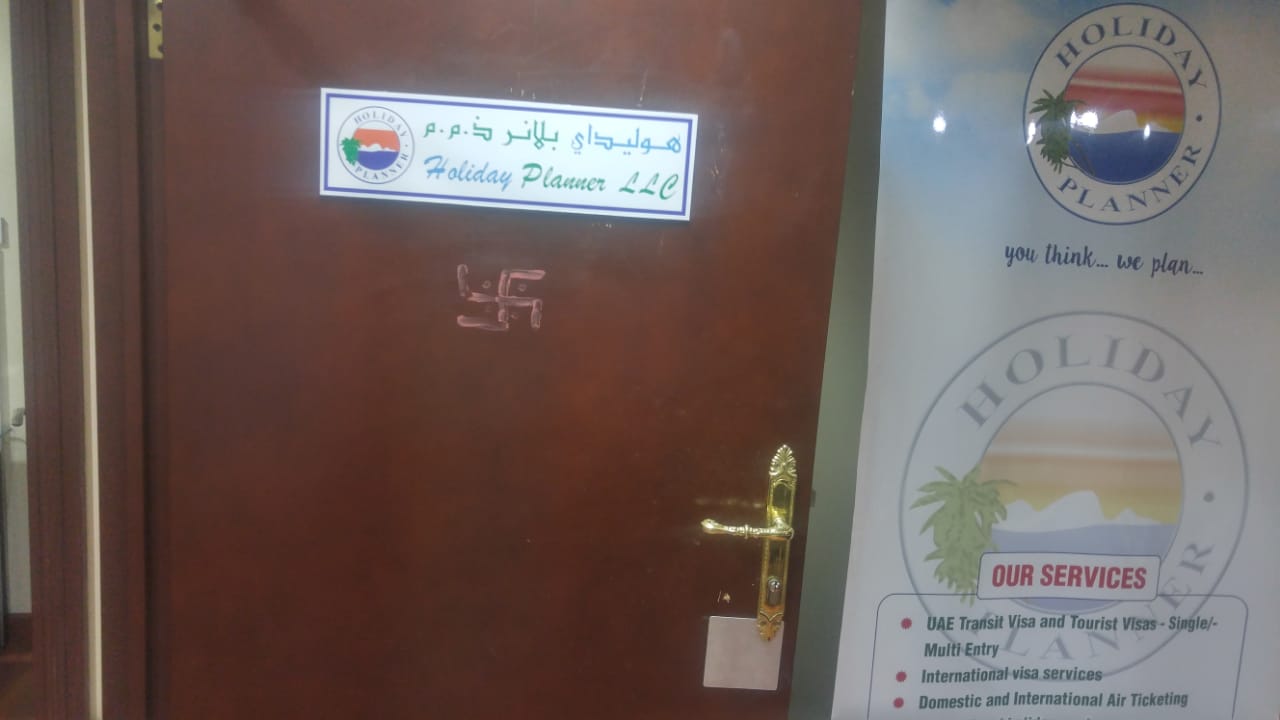 HOLIDAY PLANNER
هوليداي بلانر ذ.م.م
Holiday Planner LLC
HOLIDAY PLANNER
you think... we plan...
HOLIDAY PLANNER
OUR SERVICES
UAE Transit Visa and Tourist Visas - Single/-
Multi Entry
International visa services
Domestic and International Air Ticketing